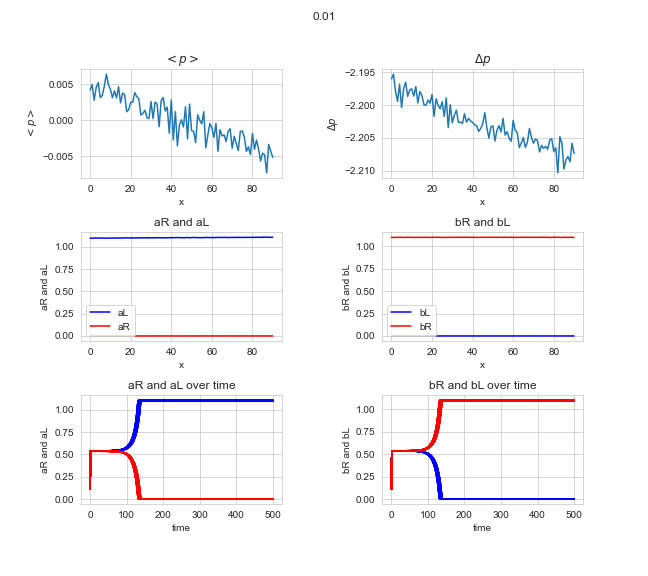 0.01
< p >
Δp
0.005
0.000
−0.005
< p >
0 20 40 60 80
x
−2.195
−2.200
−2.205
−2.210
Δp
0 20 40 60 80
x
aR and aL
bR and bL
1.00
0.75
0.50
0.25
0.00
aR and aL
aL
aR
0 20 40 60 80
x
1.00
0.75
0.50
0.25
0.00
bR and bL
bL
bR
0 20 40 60 80
x
aR and aL over time
bR and bL over time
1.00
0.75
0.50
0.25
0.00
aR and aL
0 100 200 300 400 500
time
1.00
0.75
0.50
0.25
0.00
bR and bL
0 100 200 300 400 500
time